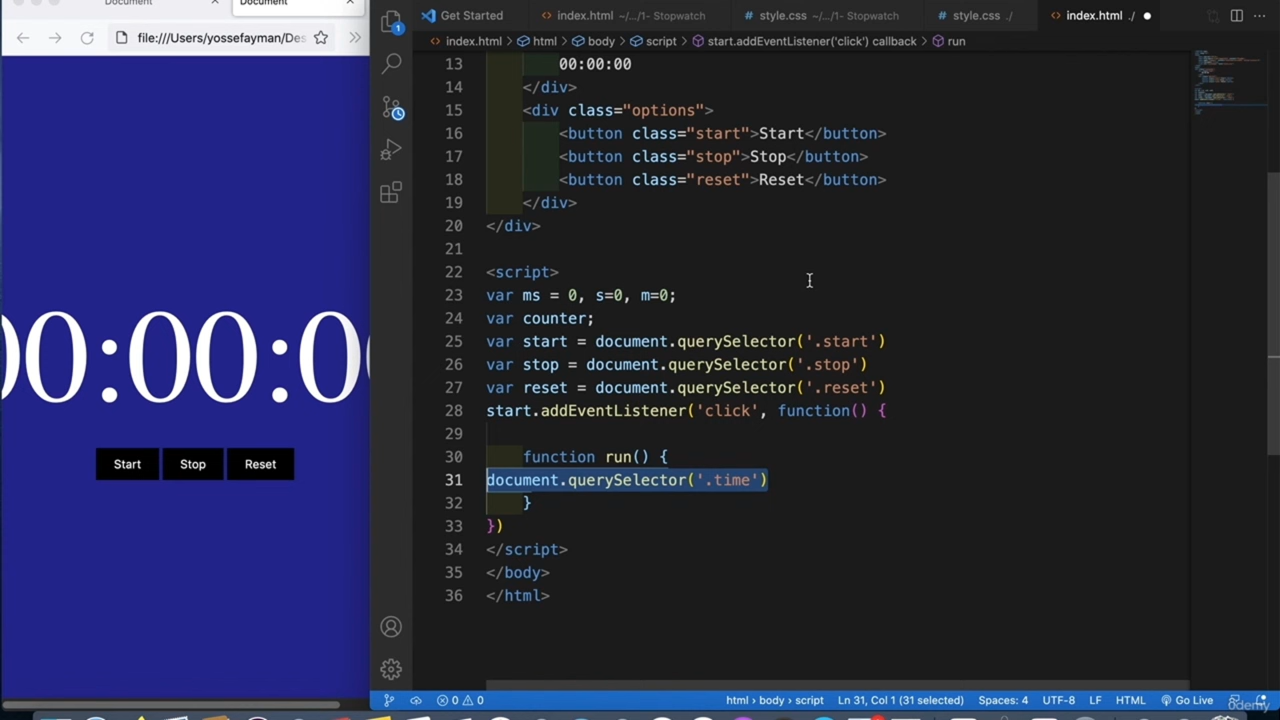 Document
Document
file:///Users/yossefayman/Des
00:00:00
Start
Stop
Reset
Get Started
index.html ~/.../1- Stopwatch
style.css ~/.../1- Stopwatch
style.css ./
index.html ./
index.html > html > body > script > start.addEventListener('click') callback > run
1
13 00:00:00
14 </div>
15 <div class="options">
16 <button class="start">Start</button>
17 <button class="stop">Stop</button>
18 <button class="reset">Reset</button>
19 </div>
20 </div>
21
22 <script>
23 var ms = 0, s=0, m=0;
24 var counter;
25 var start = document.querySelector('.start')
26 var stop = document.querySelector('.stop')
27 var reset = document.querySelector('.reset')
28 start.addEventListener('click', function() {
29
30 function run() {
31 document.querySelector('.time')
32 }
33 })
34 </script>
35 </body>
36 </html>
0 0
html > body > script
Ln 31, Col 1 (31 selected)
Spaces: 4
UTF-8
LF
HTML
Go Live
ûdemy